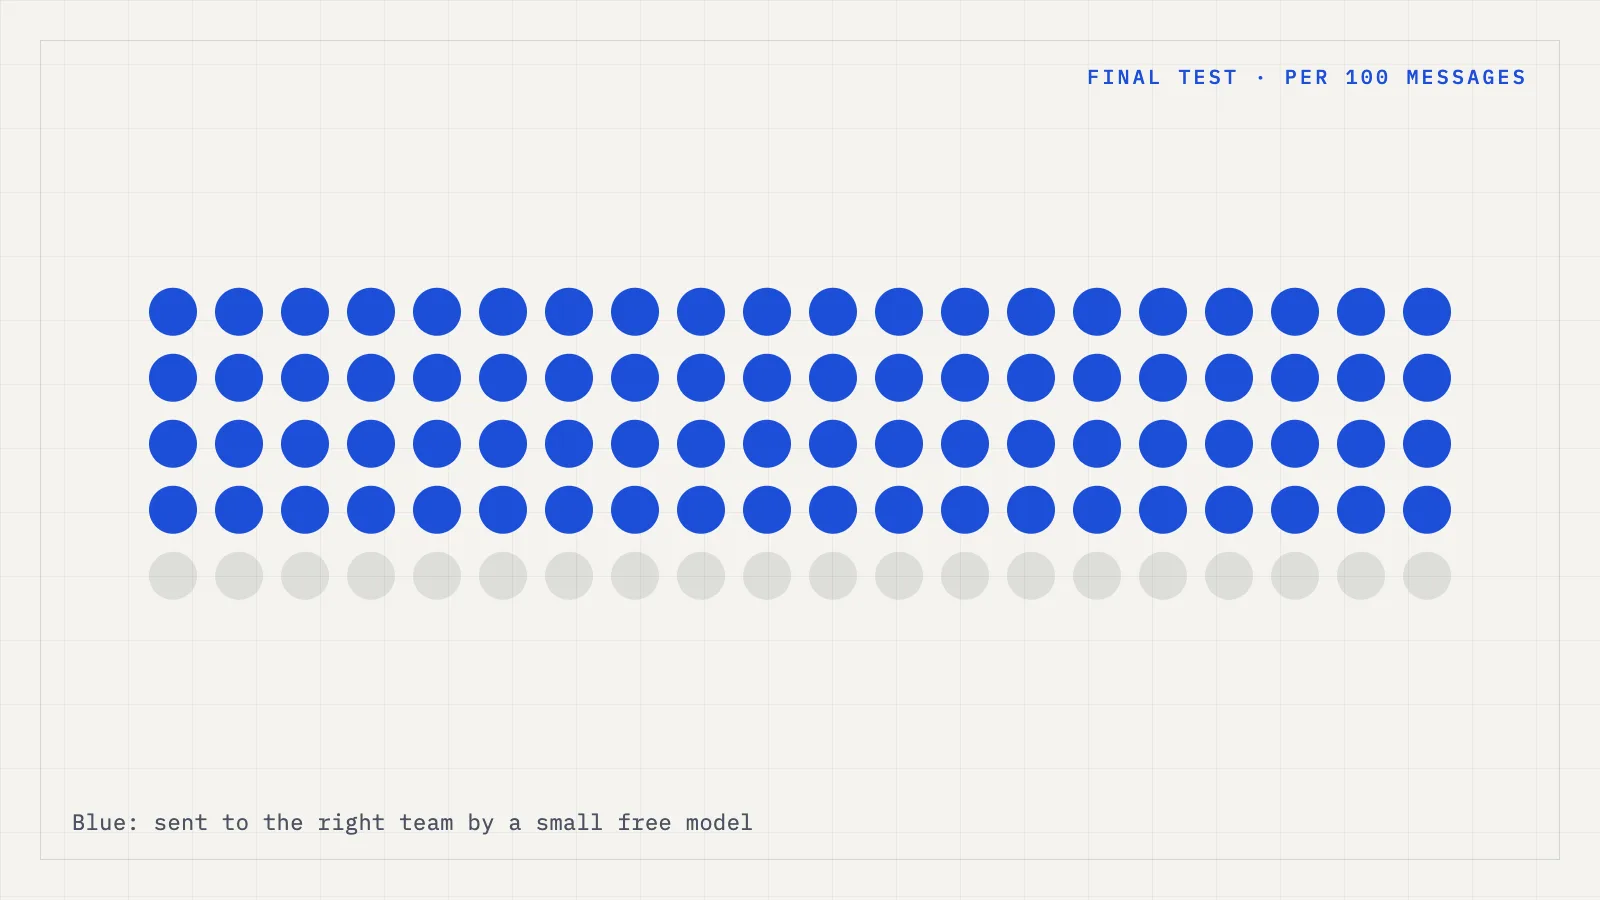 FINAL TEST · PER 100 MESSAGES
Blue: sent to the right team by a small free model